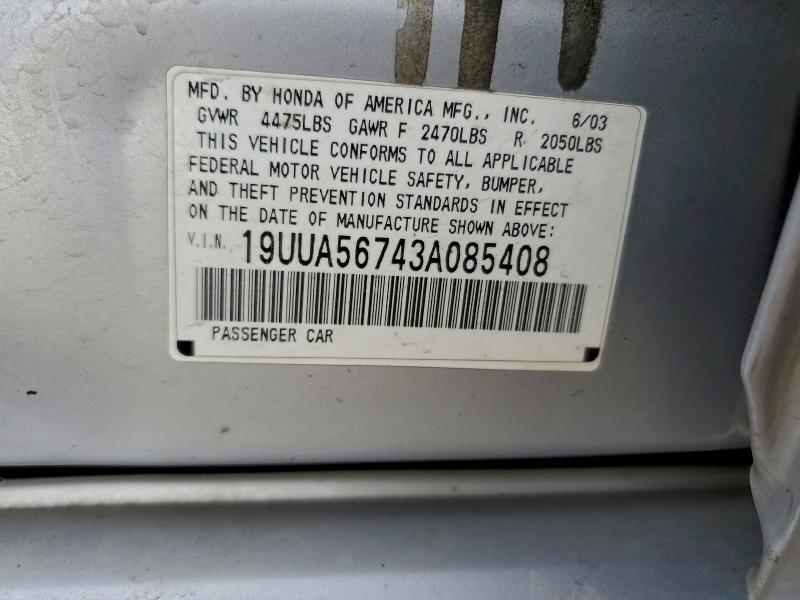 MFD. BY HONDA OF AMERICA MFG., INC. 6/03
GVWR 4475LBS GAWR F 2470LBS R 2050LBS
THIS VEHICLE CONFORMS TO ALL APPLICABLE
FEDERAL MOTOR VEHICLE SAFETY, BUMPER,
AND THEFT PREVENTION STANDARDS IN EFFECT
ON THE DATE OF MANUFACTURE SHOWN ABOVE:
V.I.N. 19UUA56743A085408
PASSENGER CAR